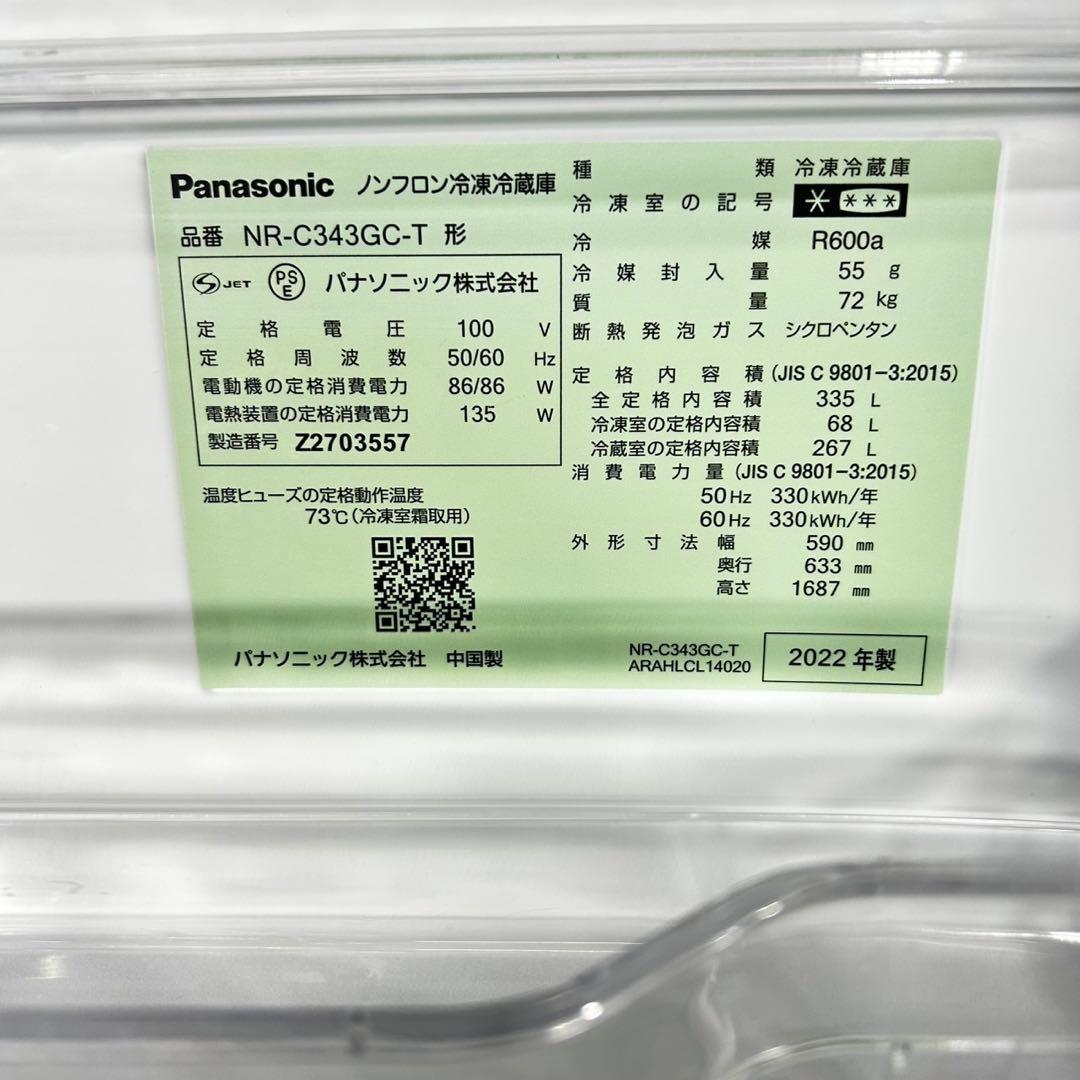 Panasonic ノンフロン冷凍冷蔵庫
品番 NR-C343GC-T 形
S JET PSE パナソニック株式会社
定格電圧 100 V
定格周波数 50/60 Hz
電動機の定格消費電力 86/86 W
電熱装置の定格消費電力 135 W
製造番号 Z2703557
温度ヒューズの定格動作温度
73℃(冷凍室霜取用)
パナソニック株式会社 中国製
種類 冷凍冷蔵庫
冷凍室の記号 * ***
冷媒 R600a
冷媒封入量 55 g
質量 72 kg
断熱発泡ガス シクロペンタン
定格内容積 (JIS C 9801-3:2015)
全定格内容積 335 L
冷凍室の定格内容積 68 L
冷蔵室の定格内容積 267 L
消費電力量 (JIS C 9801-3:2015)
50Hz 330kWh/年
60Hz 330kWh/年
外形寸法幅 590 mm
奥行 633 mm
高さ 1687 mm
NR-C343GC-T
ARAHLCL14020
2022年製